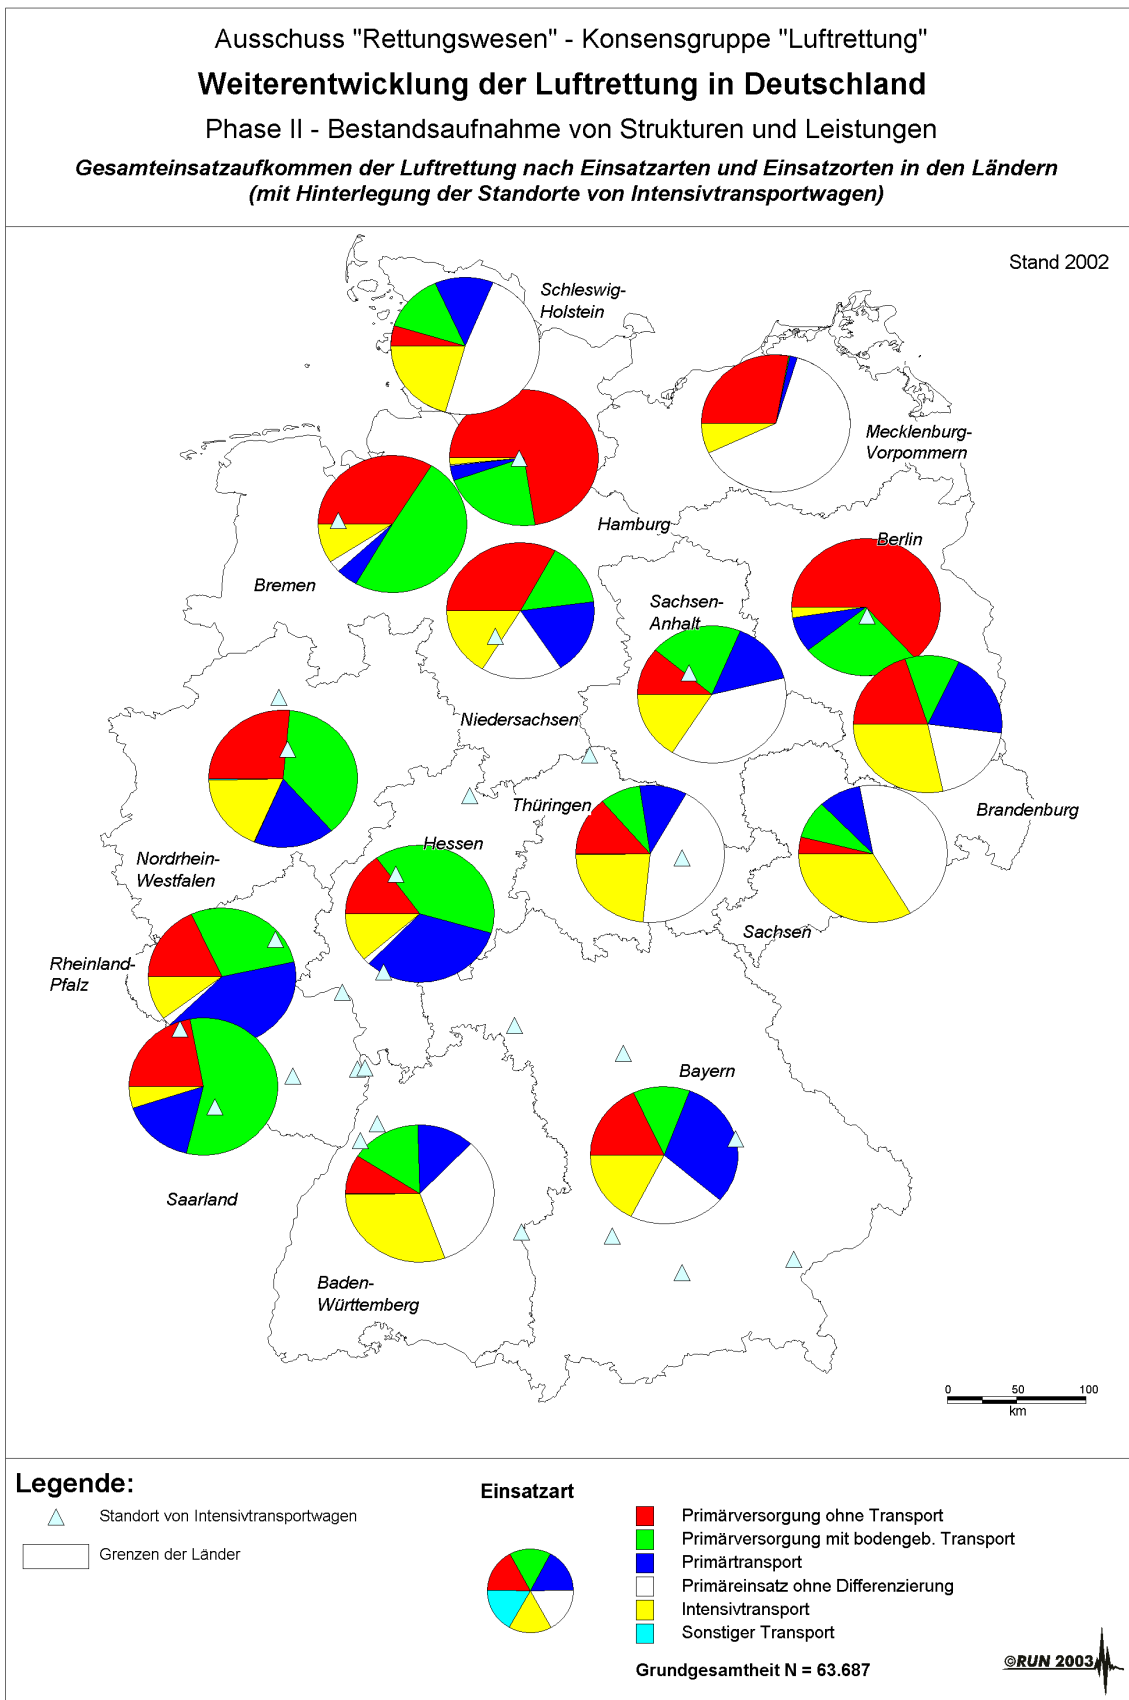 Ausschuss "Rettungswesen" - Konsensgruppe "Luftrettung"
Weiterentwicklung der Luftrettung in Deutschland
Phase II - Bestandsaufnahme von Strukturen und Leistungen
Gesamteinsatzaufkommen der Luftrettung nach Einsatzarten und Einsatzorten in den Ländern
(mit Hinterlegung der Standorte von Intensivtransportwagen)
Stand 2002
Schleswig-
Holstein
Mecklenburg-
Vorpommern
Hamburg
Berlin
Bremen
Sachsen-
Anhalt
Niedersachsen
Thüringen
Brandenburg
Hessen
Nordrhein-
Westfalen
Sachsen
Rheinland-
Pfalz
Bayern
Saarland
Baden-
Württemberg
0 50 100
km
Legende:
Standort von Intensivtransportwagen
Grenzen der Länder
Einsatzart
Primärversorgung ohne Transport
Primärversorgung mit bodengeb. Transport
Primärtransport
Primäreinsatz ohne Differenzierung
Intensivtransport
Sonstiger Transport
Grundgesamtheit N = 63.687
©RUN 2003